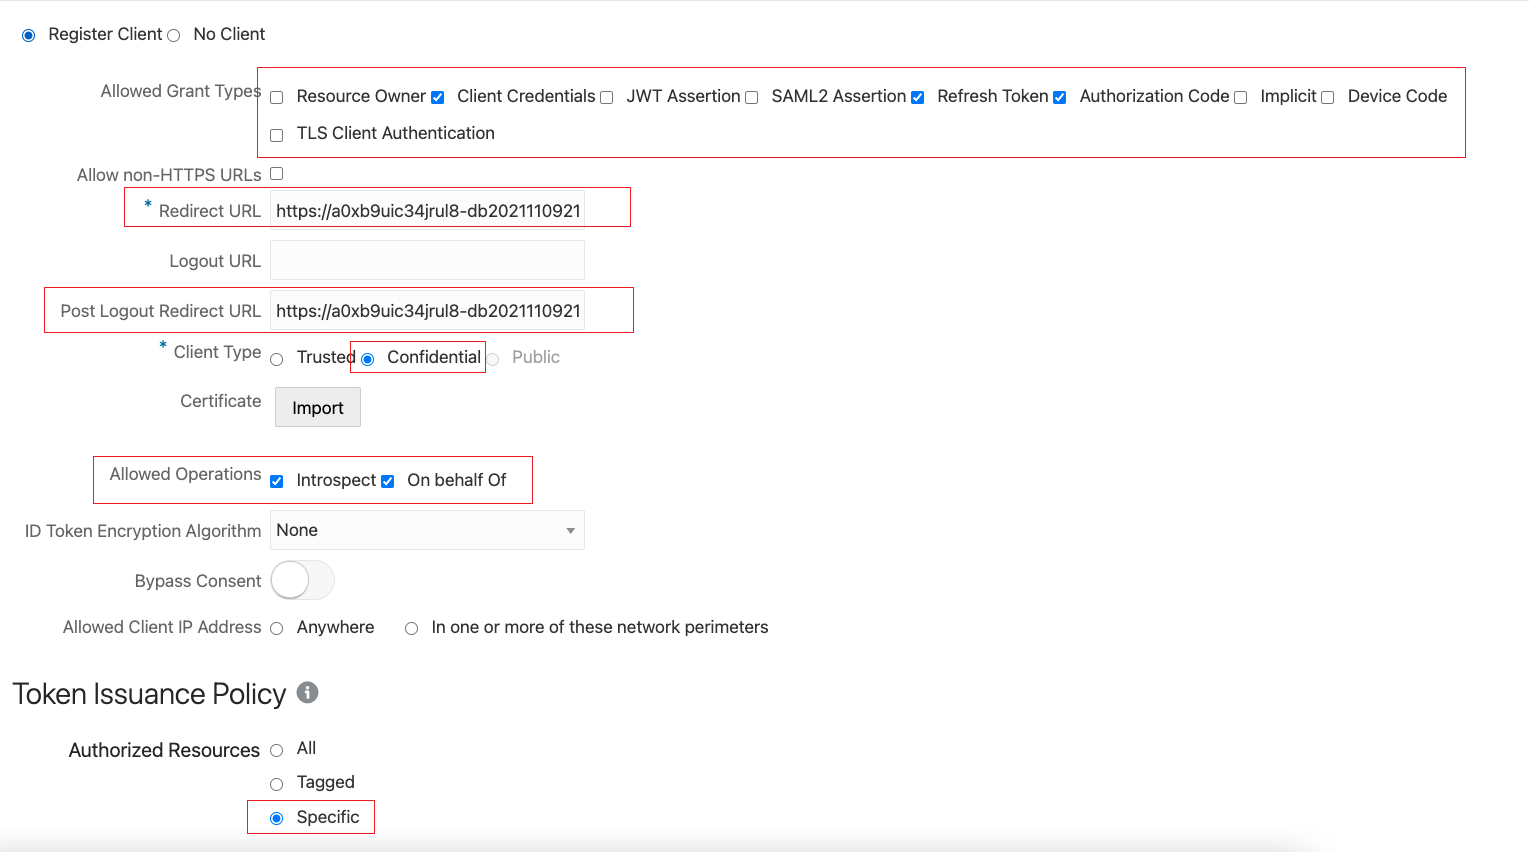 Register Client No Client
Allowed Grant Types Resource Owner Client Credentials JWT Assertion SAML2 Assertion Refresh Token Authorization Code Implicit Device Code
TLS Client Authentication
Allow non-HTTPS URLs
* Redirect URL https://a0xb9uic34jrul8-db2021110921
Logout URL
Post Logout Redirect URL https://a0xb9uic34jrul8-db2021110921
* Client Type Trusted Confidential Public
Certificate Import
Allowed Operations Introspect On behalf Of
ID Token Encryption Algorithm None
Bypass Consent
Allowed Client IP Address Anywhere In one or more of these network perimeters
Token Issuance Policy
Authorized Resources All
Tagged
Specific